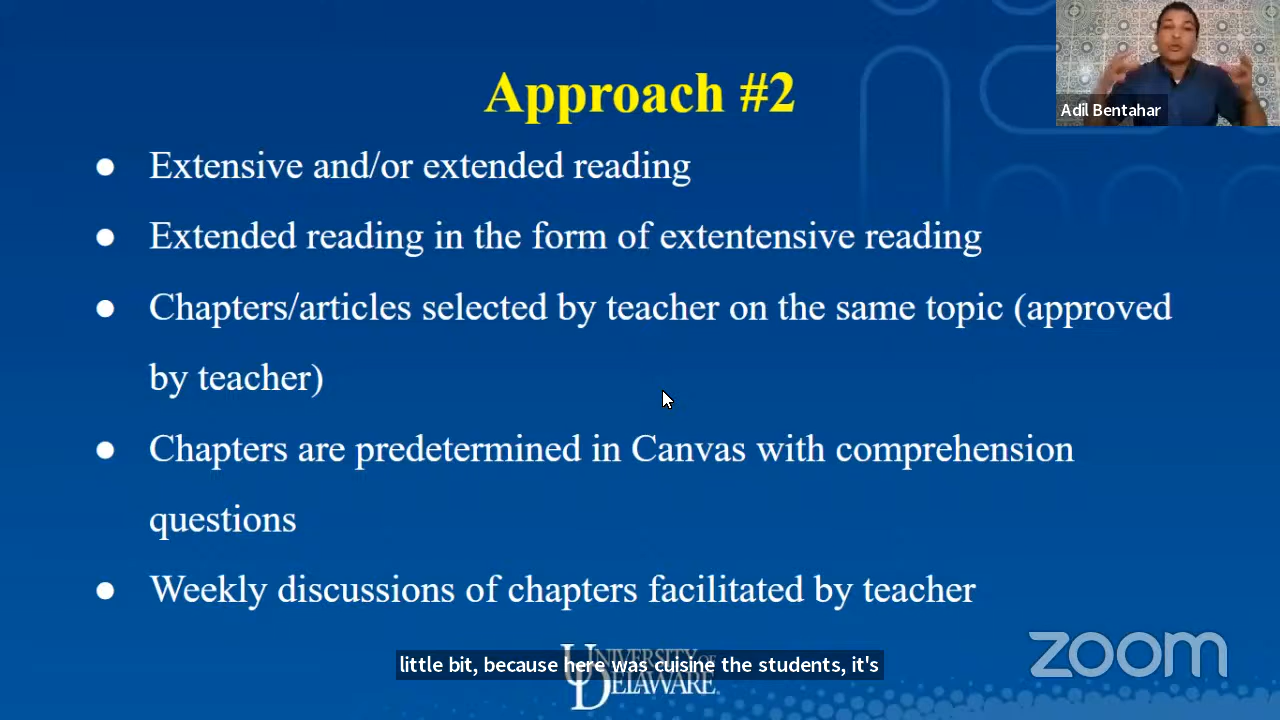 Approach #2
Adil Bentahar
● Extensive and/or extended reading
● Extended reading in the form of extentensive reading
● Chapters/articles selected by teacher on the same topic (approved
by teacher)
● Chapters are predetermined in Canvas with comprehension
questions
● Weekly discussions of chapters facilitated by teacher
UNIVERSITY OF
DELAWARE
little bit, because here was cuisine the students, it's
zoom